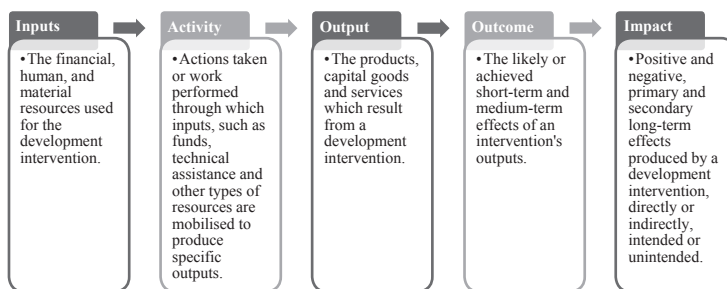 Inputs
•The financial,
human, and
material
resources used
for the
development
intervention.
Activity
•Actions taken
or work
performed
through which
inputs, such as
funds,
technical
assistance and
other types of
resources are
mobilised to
produce
specific
outputs.
Output
•The products,
capital goods
and services
which result
from a
development
intervention.
Outcome
•The likely or
achieved
short-term and
medium-term
effects of an
intervention's
outputs.
Impact
•Positive and
negative,
primary and
secondary
long-term
effects
produced by a
development
intervention,
directly or
indirectly,
intended or
unintended.